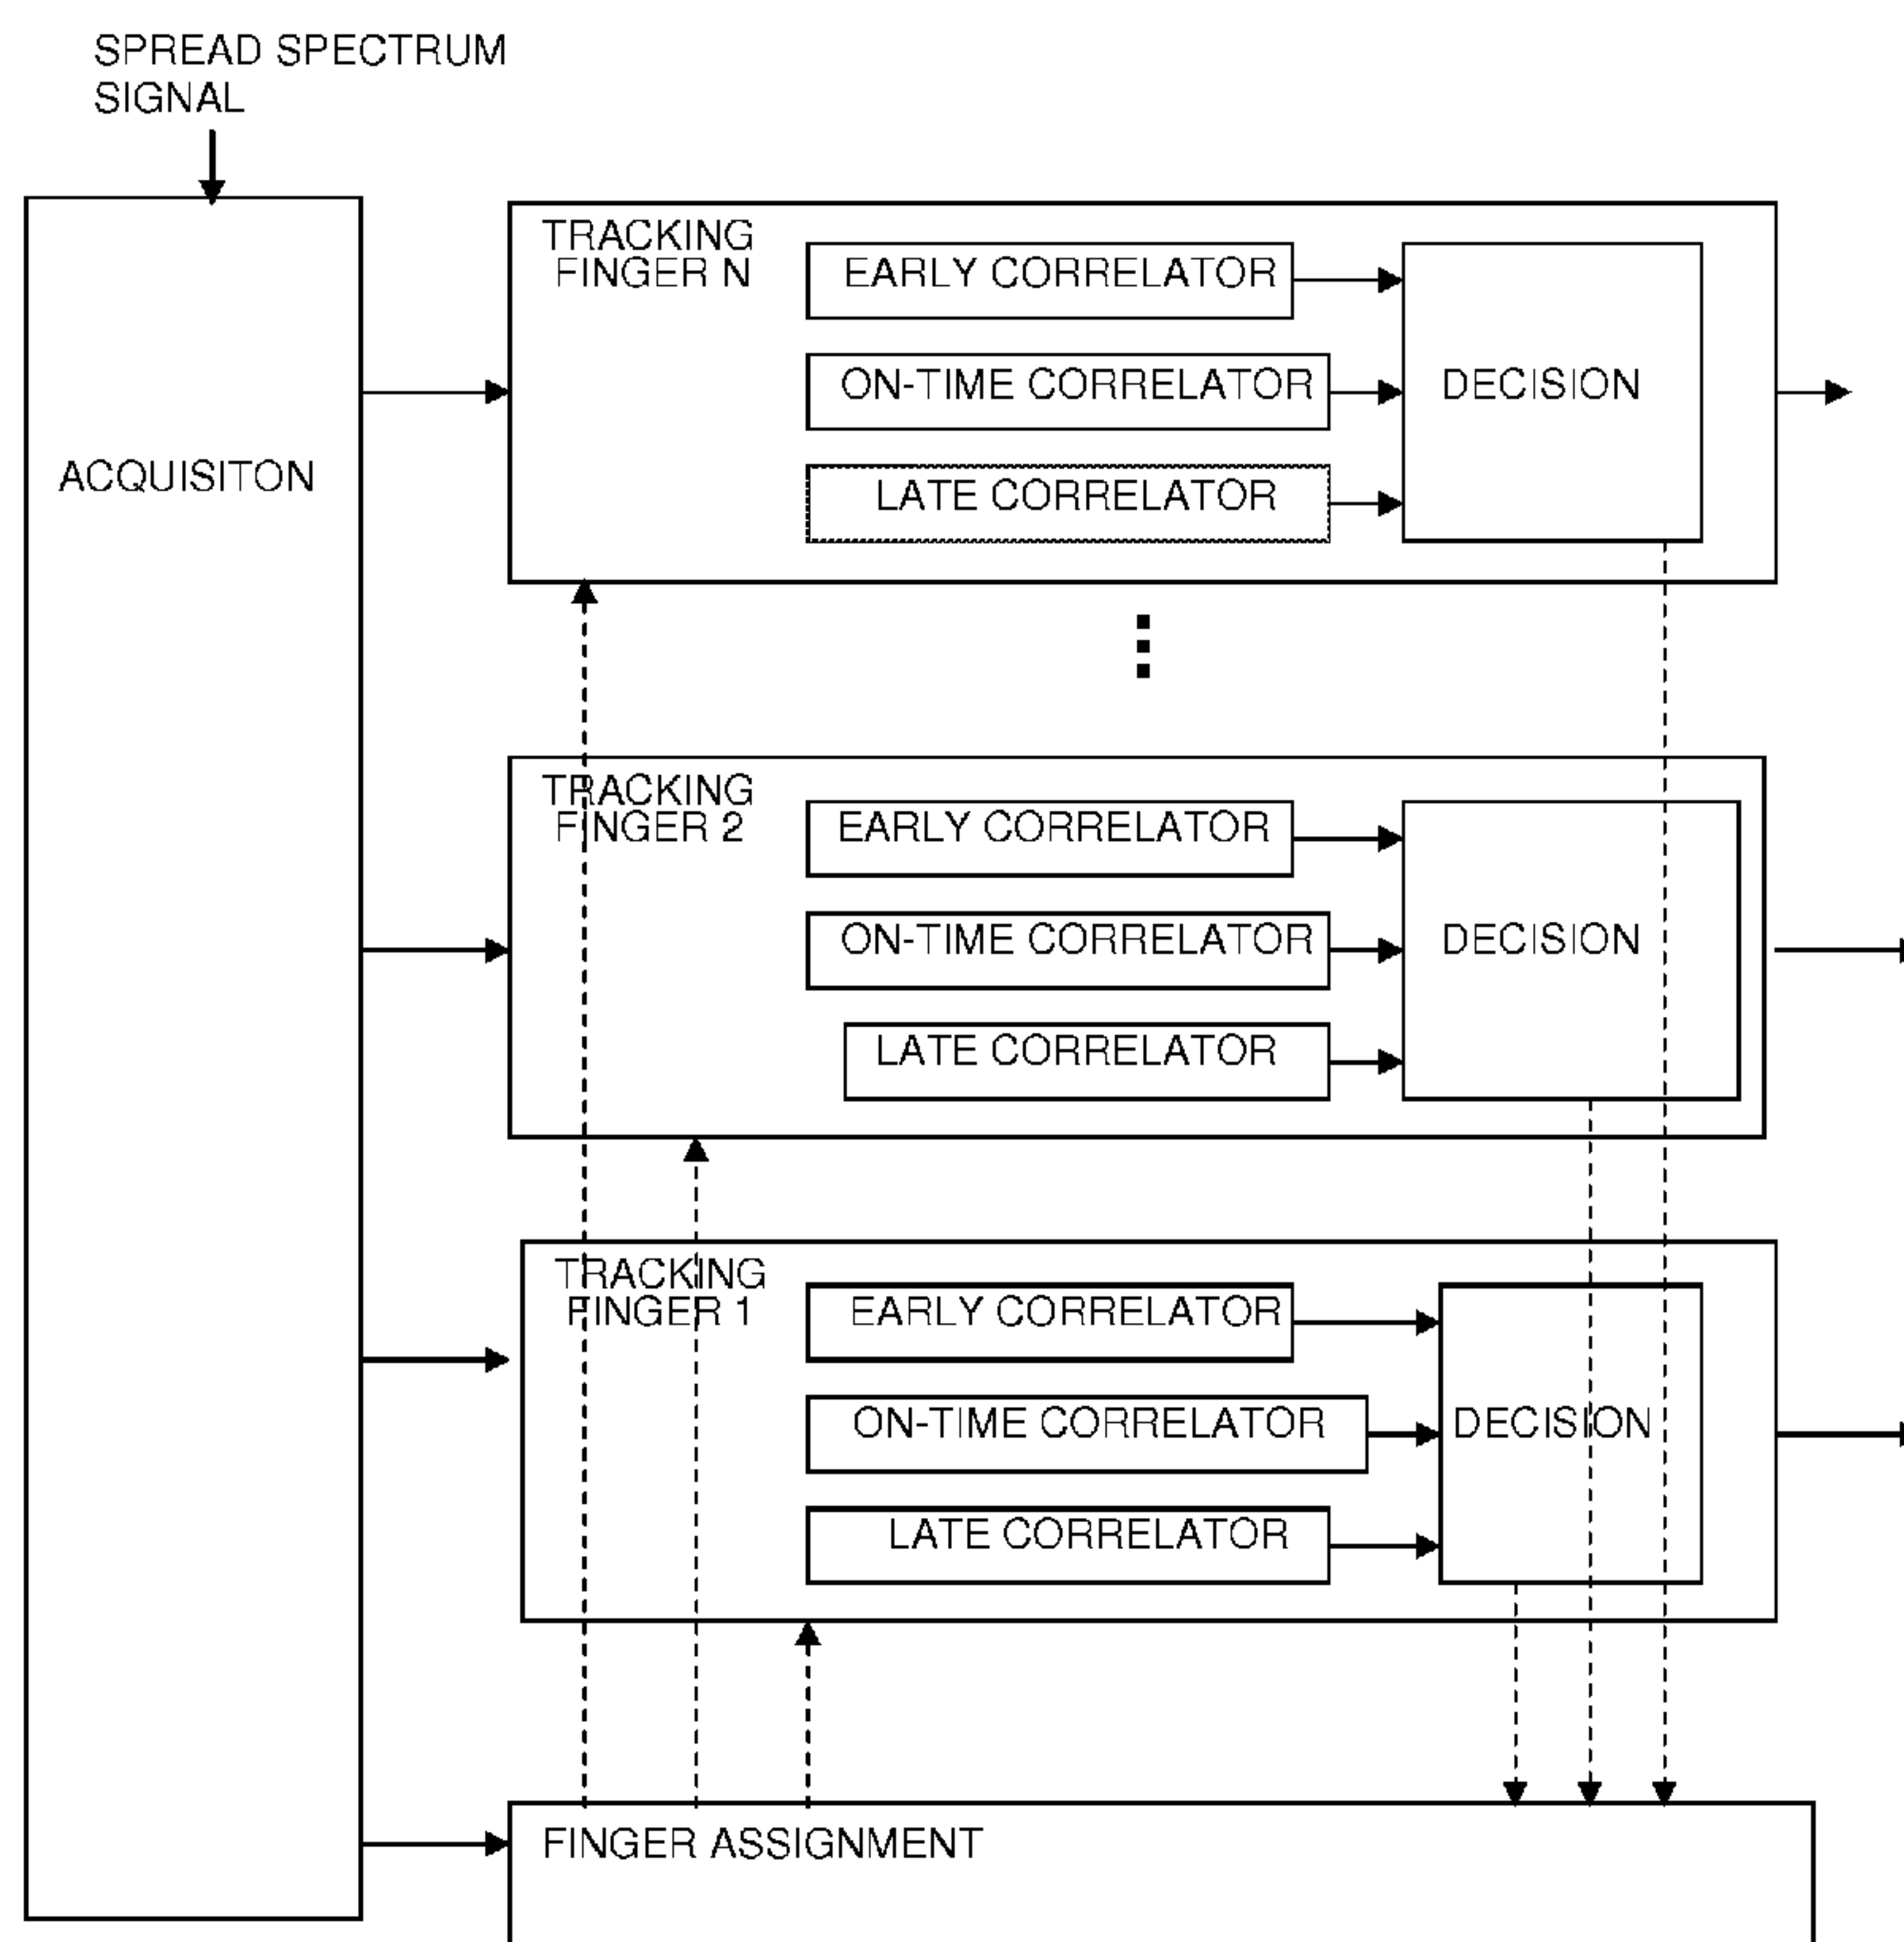 SPREAD SPECTRUM
SIGNAL
ACQUISITON
TRACKING
FINGER N
EARLY CORRELATOR
ON-TIME CORRELATOR
LATE CORRELATOR
DECISION
TRACKING
FINGER 2
EARLY CORRELATOR
ON-TIME CORRELATOR
LATE CORRELATOR
DECISION
TRACKING
FINGER 1
EARLY CORRELATOR
ON-TIME CORRELATOR
LATE CORRELATOR
DECISION
FINGER ASSIGNMENT